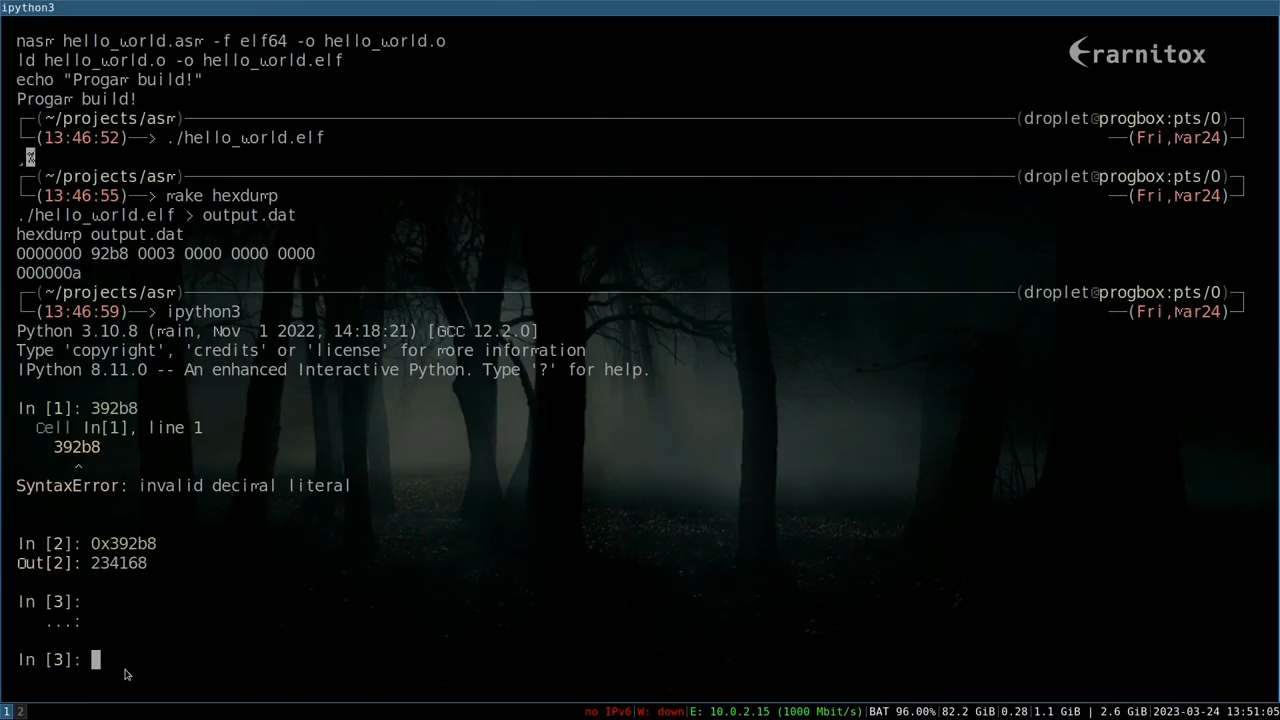 ipython3
nasm hello_world.asm -f elf64 -o hello_world.o
ld hello_world.o -o hello_world.elf
echo "Progam build!"
Progam build!
rarnitox
(~/projects/asm) (droplet@progbox:pts/0)
(13:46:52)—> ./hello_world.elf —(Fri,Mar24)
%
(~/projects/asm) (droplet@progbox:pts/0)
(13:46:55)—> make hexdump —(Fri,Mar24)
./hello_world.elf > output.dat
hexdump output.dat
0000000 92b8 0003 0000 0000 0000
000000a
(~/projects/asm) (droplet@progbox:pts/0)
(13:46:59)—> ipython3 —(Fri,Mar24)
Python 3.10.8 (main, Nov  1 2022, 14:18:21) [GCC 12.2.0]
Type 'copyright', 'credits' or 'license' for more information
IPython 8.11.0 -- An enhanced Interactive Python. Type '?' for help.
In [1]: 392b8
Cell In[1], line 1
392b8
^
SyntaxError: invalid decimal literal
In [2]: 0x392b8
Out[2]: 234168
In [3]:
...:
In [3]:
1 2 no IPv6|W: down|E: 10.0.2.15 (1000 Mbit/s)|BAT 96.00%|82.2 GiB|0.28|1.1 GiB | 2.6 GiB|2023-03-24 13:51:05